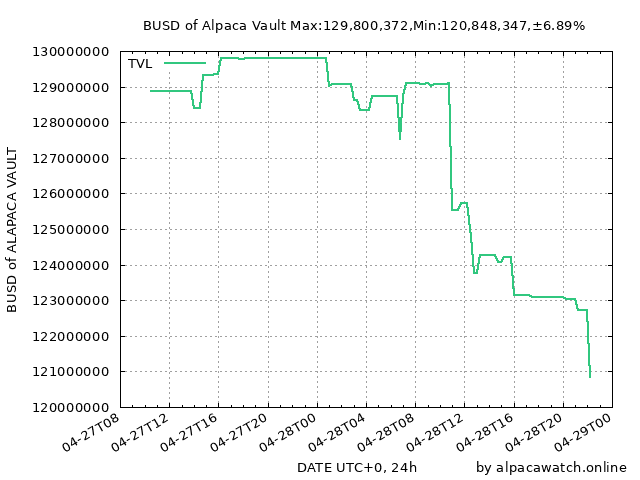 BUSD of Alpaca Vault Max:129,800,372,Min:120,848,347,±6.89%
TVL
130000000
129000000
128000000
127000000
126000000
125000000
124000000
123000000
122000000
121000000
120000000
BUSD of ALAPACA VAULT
04-27T08
04-27T12
04-27T16
04-27T20
04-28T00
04-28T04
04-28T08
04-28T12
04-28T16
04-28T20
04-29T00
DATE UTC+0, 24h
by alpacawatch.online